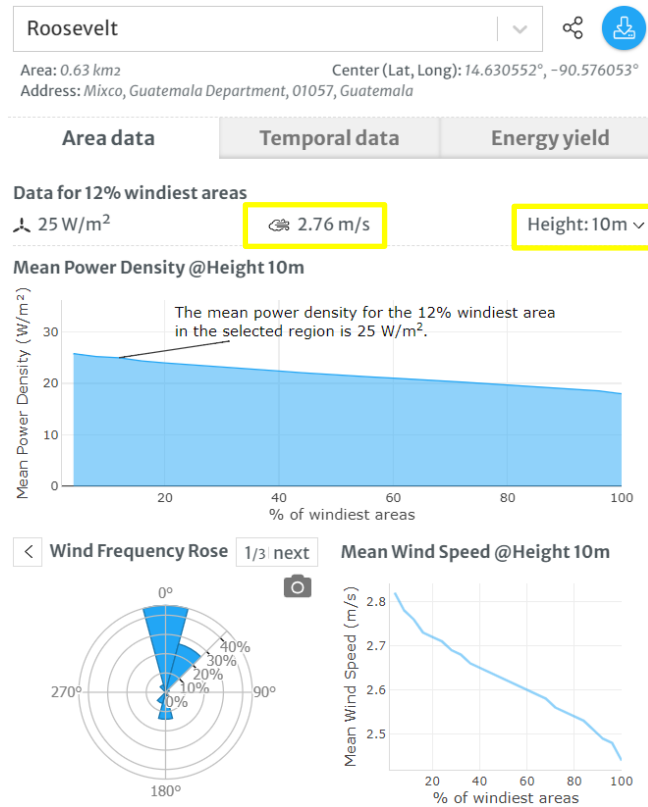 Roosevelt
Area: 0.63 km2
Center (Lat, Long): 14.630552°, -90.576053°
Address: Mixco, Guatemala Department, 01057, Guatemala
Area data
Temporal data
Energy yield
Data for 12% windiest areas
25 W/m²
2.76 m/s
Height: 10m
Mean Power Density @Height 10m
Mean Power Density (W/m²)
30
20
10
0
The mean power density for the 12% windiest area
in the selected region is 25 W/m².
20 40 60 80 100
% of windiest areas
Wind Frequency Rose
1/3 next
0°
40%
30%
20%
10%
0%
270°
90°
180°
Mean Wind Speed @Height 10m
Mean Wind Speed (m/s)
2.8
2.7
2.6
2.5
20 40 60 80 100
% of windiest areas